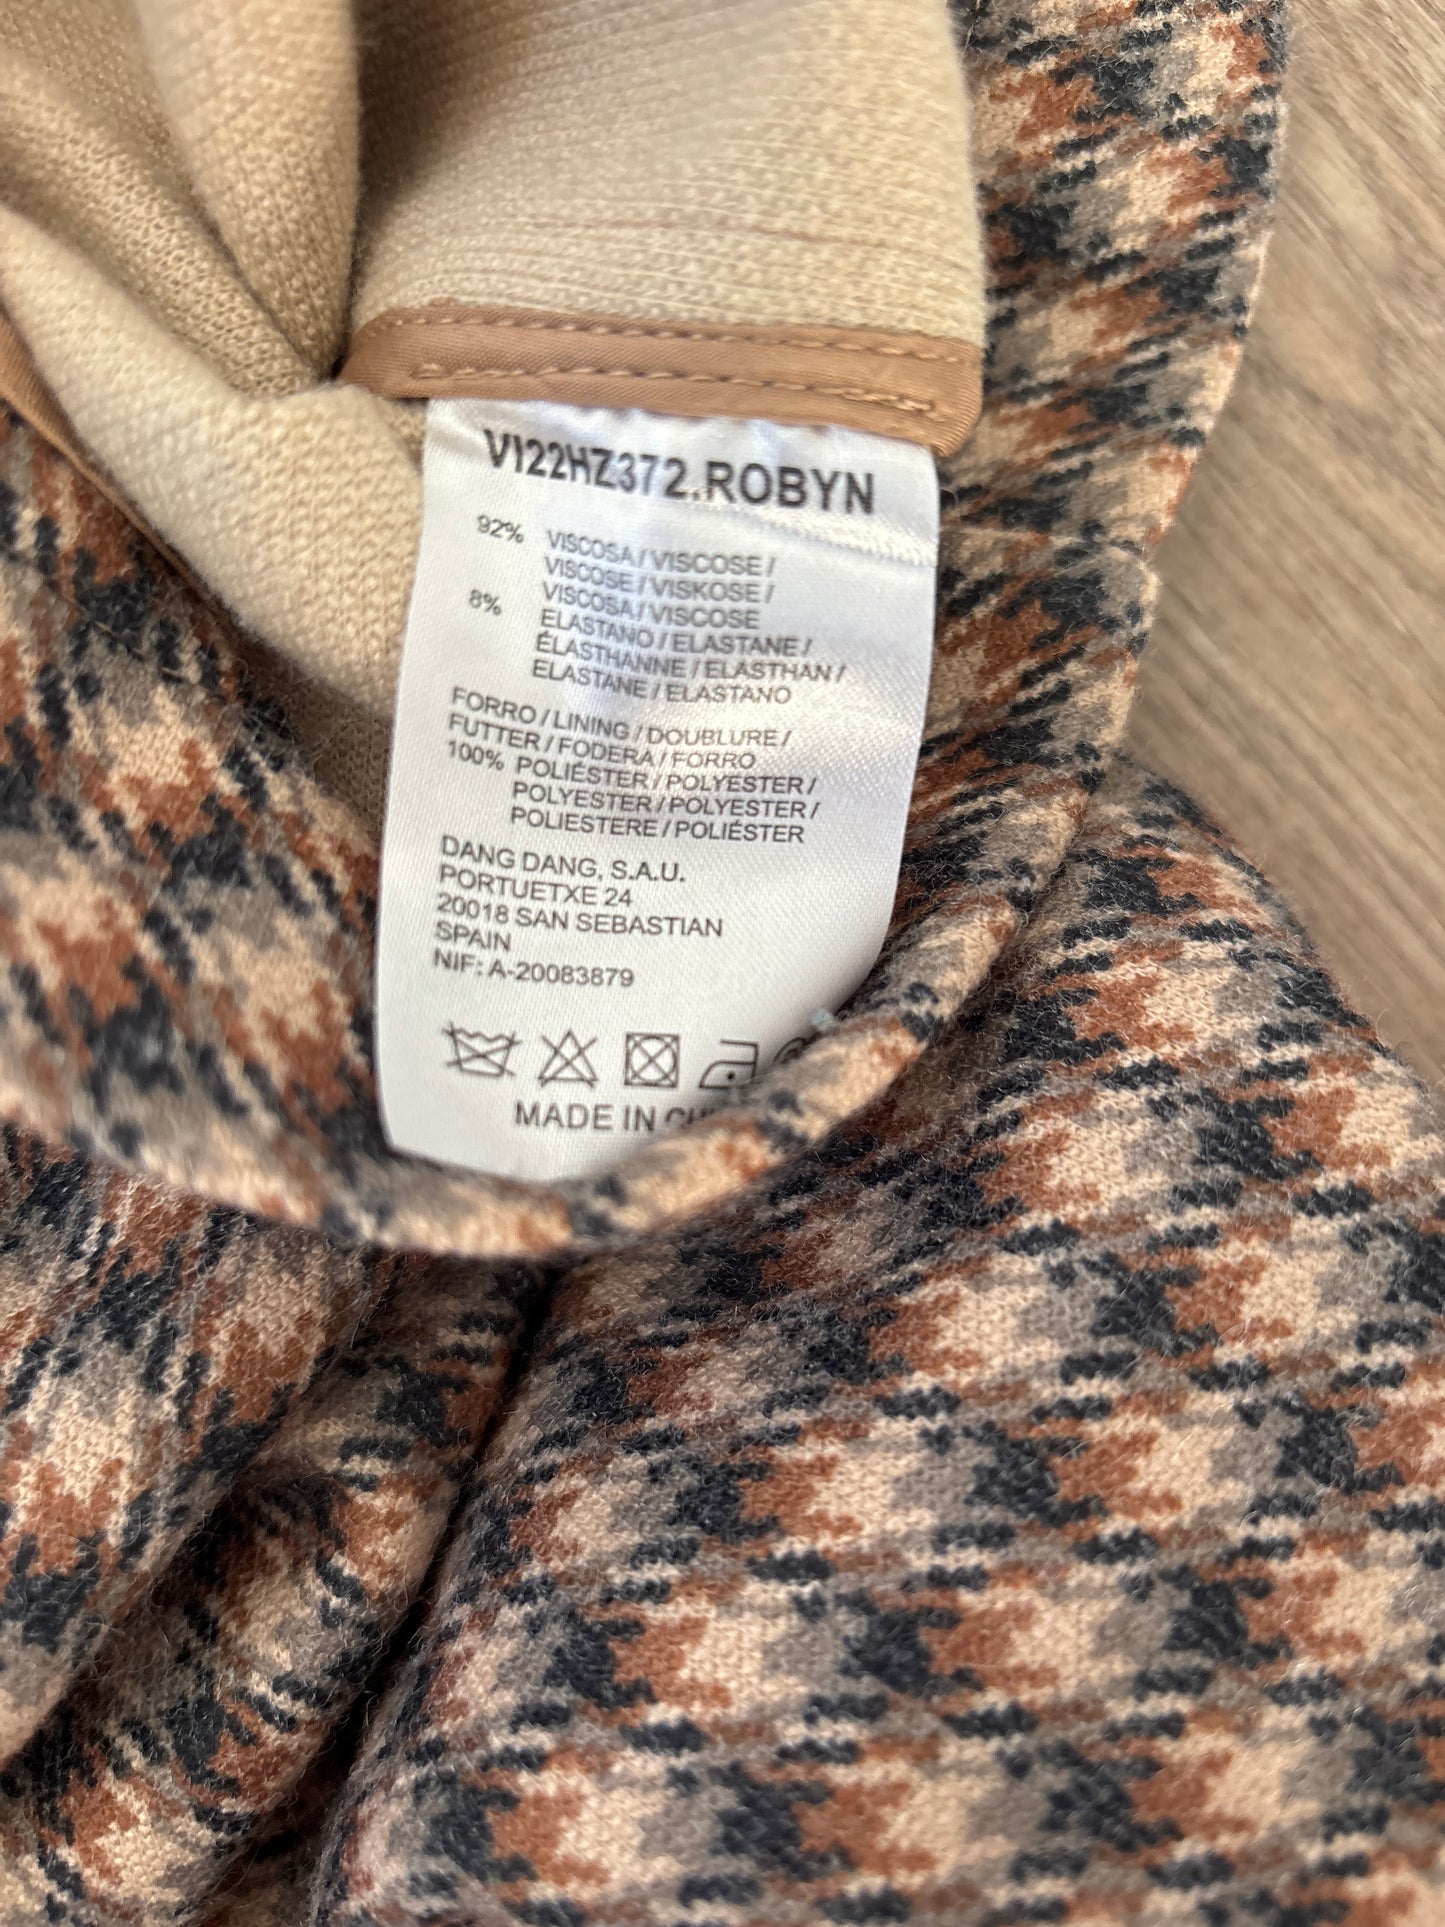 VI22HZ372.ROBYN
92% VISCOSA / VISCOSE /
VISCOSE / VISKOSE /
VISCOSA / VISCOSE
8% ELASTANO / ELASTANE /
ÉLASTHANNE / ELASTHAN /
ELASTANE / ELASTANO
FORRO / LINING / DOUBLURE /
FUTTER / FODERA / FORRO
100% POLIÉSTER / POLYESTER /
POLYESTER / POLYESTER /
POLIESTERE / POLIÉSTER
DANG DANG, S.A.U.
PORTUETXE 24
20018 SAN SEBASTIAN
SPAIN
NIF: A-20083879
MADE IN